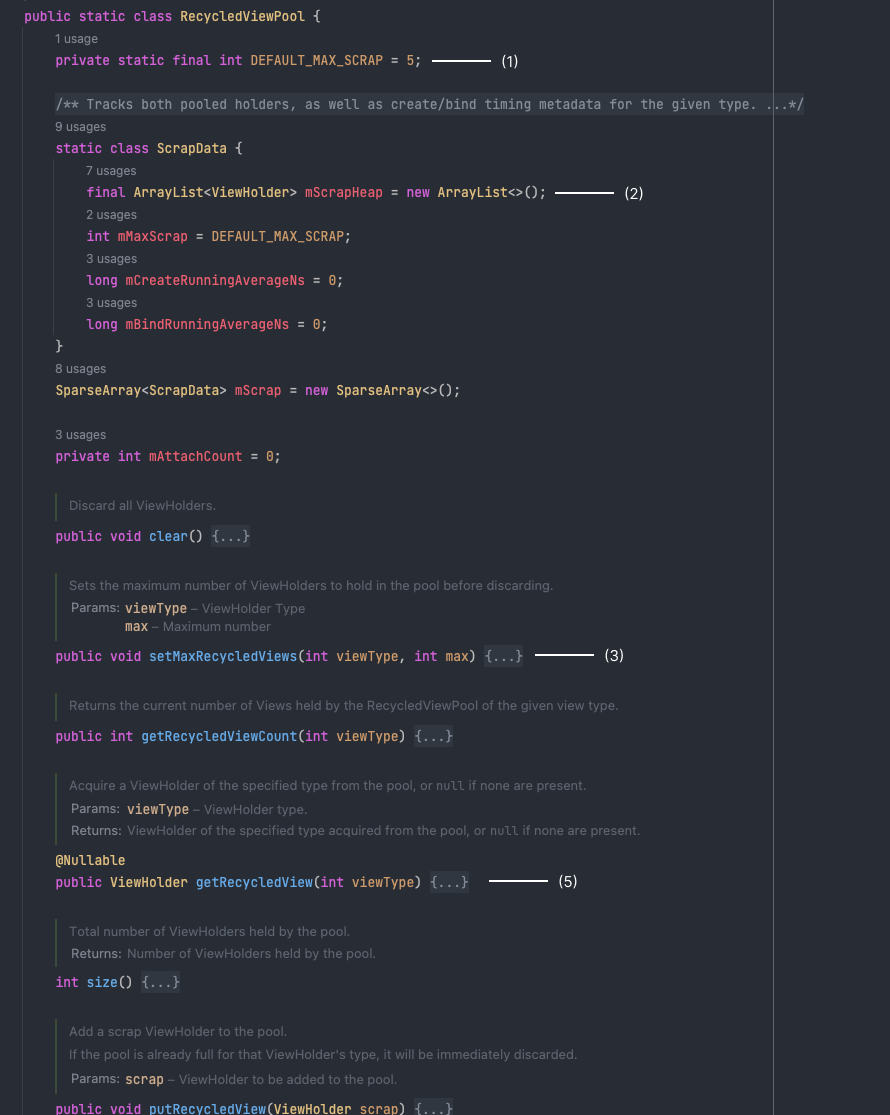 public static class RecycledViewPool {
1 usage
private static final int DEFAULT_MAX_SCRAP = 5; (1)
/** Tracks both pooled holders, as well as create/bind timing metadata for the given type. ...*/
9 usages
static class ScrapData {
7 usages
final ArrayList<ViewHolder> mScrapHeap = new ArrayList<>(); (2)
2 usages
int mMaxScrap = DEFAULT_MAX_SCRAP;
3 usages
long mCreateRunningAverageNs = 0;
3 usages
long mBindRunningAverageNs = 0;
}
8 usages
SparseArray<ScrapData> mScrap = new SparseArray<>();
3 usages
private int mAttachCount = 0;
Discard all ViewHolders.
public void clear() {...}
Sets the maximum number of ViewHolders to hold in the pool before discarding.
Params: viewType – ViewHolder Type
max – Maximum number
public void setMaxRecycledViews(int viewType, int max) {...} (3)
Returns the current number of Views held by the RecycledViewPool of the given view type.
public int getRecycledViewCount(int viewType) {...}
Acquire a ViewHolder of the specified type from the pool, or null if none are present.
Params: viewType – ViewHolder type.
Returns: ViewHolder of the specified type acquired from the pool, or null if none are present.
@Nullable
public ViewHolder getRecycledView(int viewType) {...} (5)
Total number of ViewHolders held by the pool.
Returns: Number of ViewHolders held by the pool.
int size() {...}
Add a scrap ViewHolder to the pool.
If the pool is already full for that ViewHolder's type, it will be immediately discarded.
Params: scrap – ViewHolder to be added to the pool.
public void putRecycledView(ViewHolder scrap) {...}